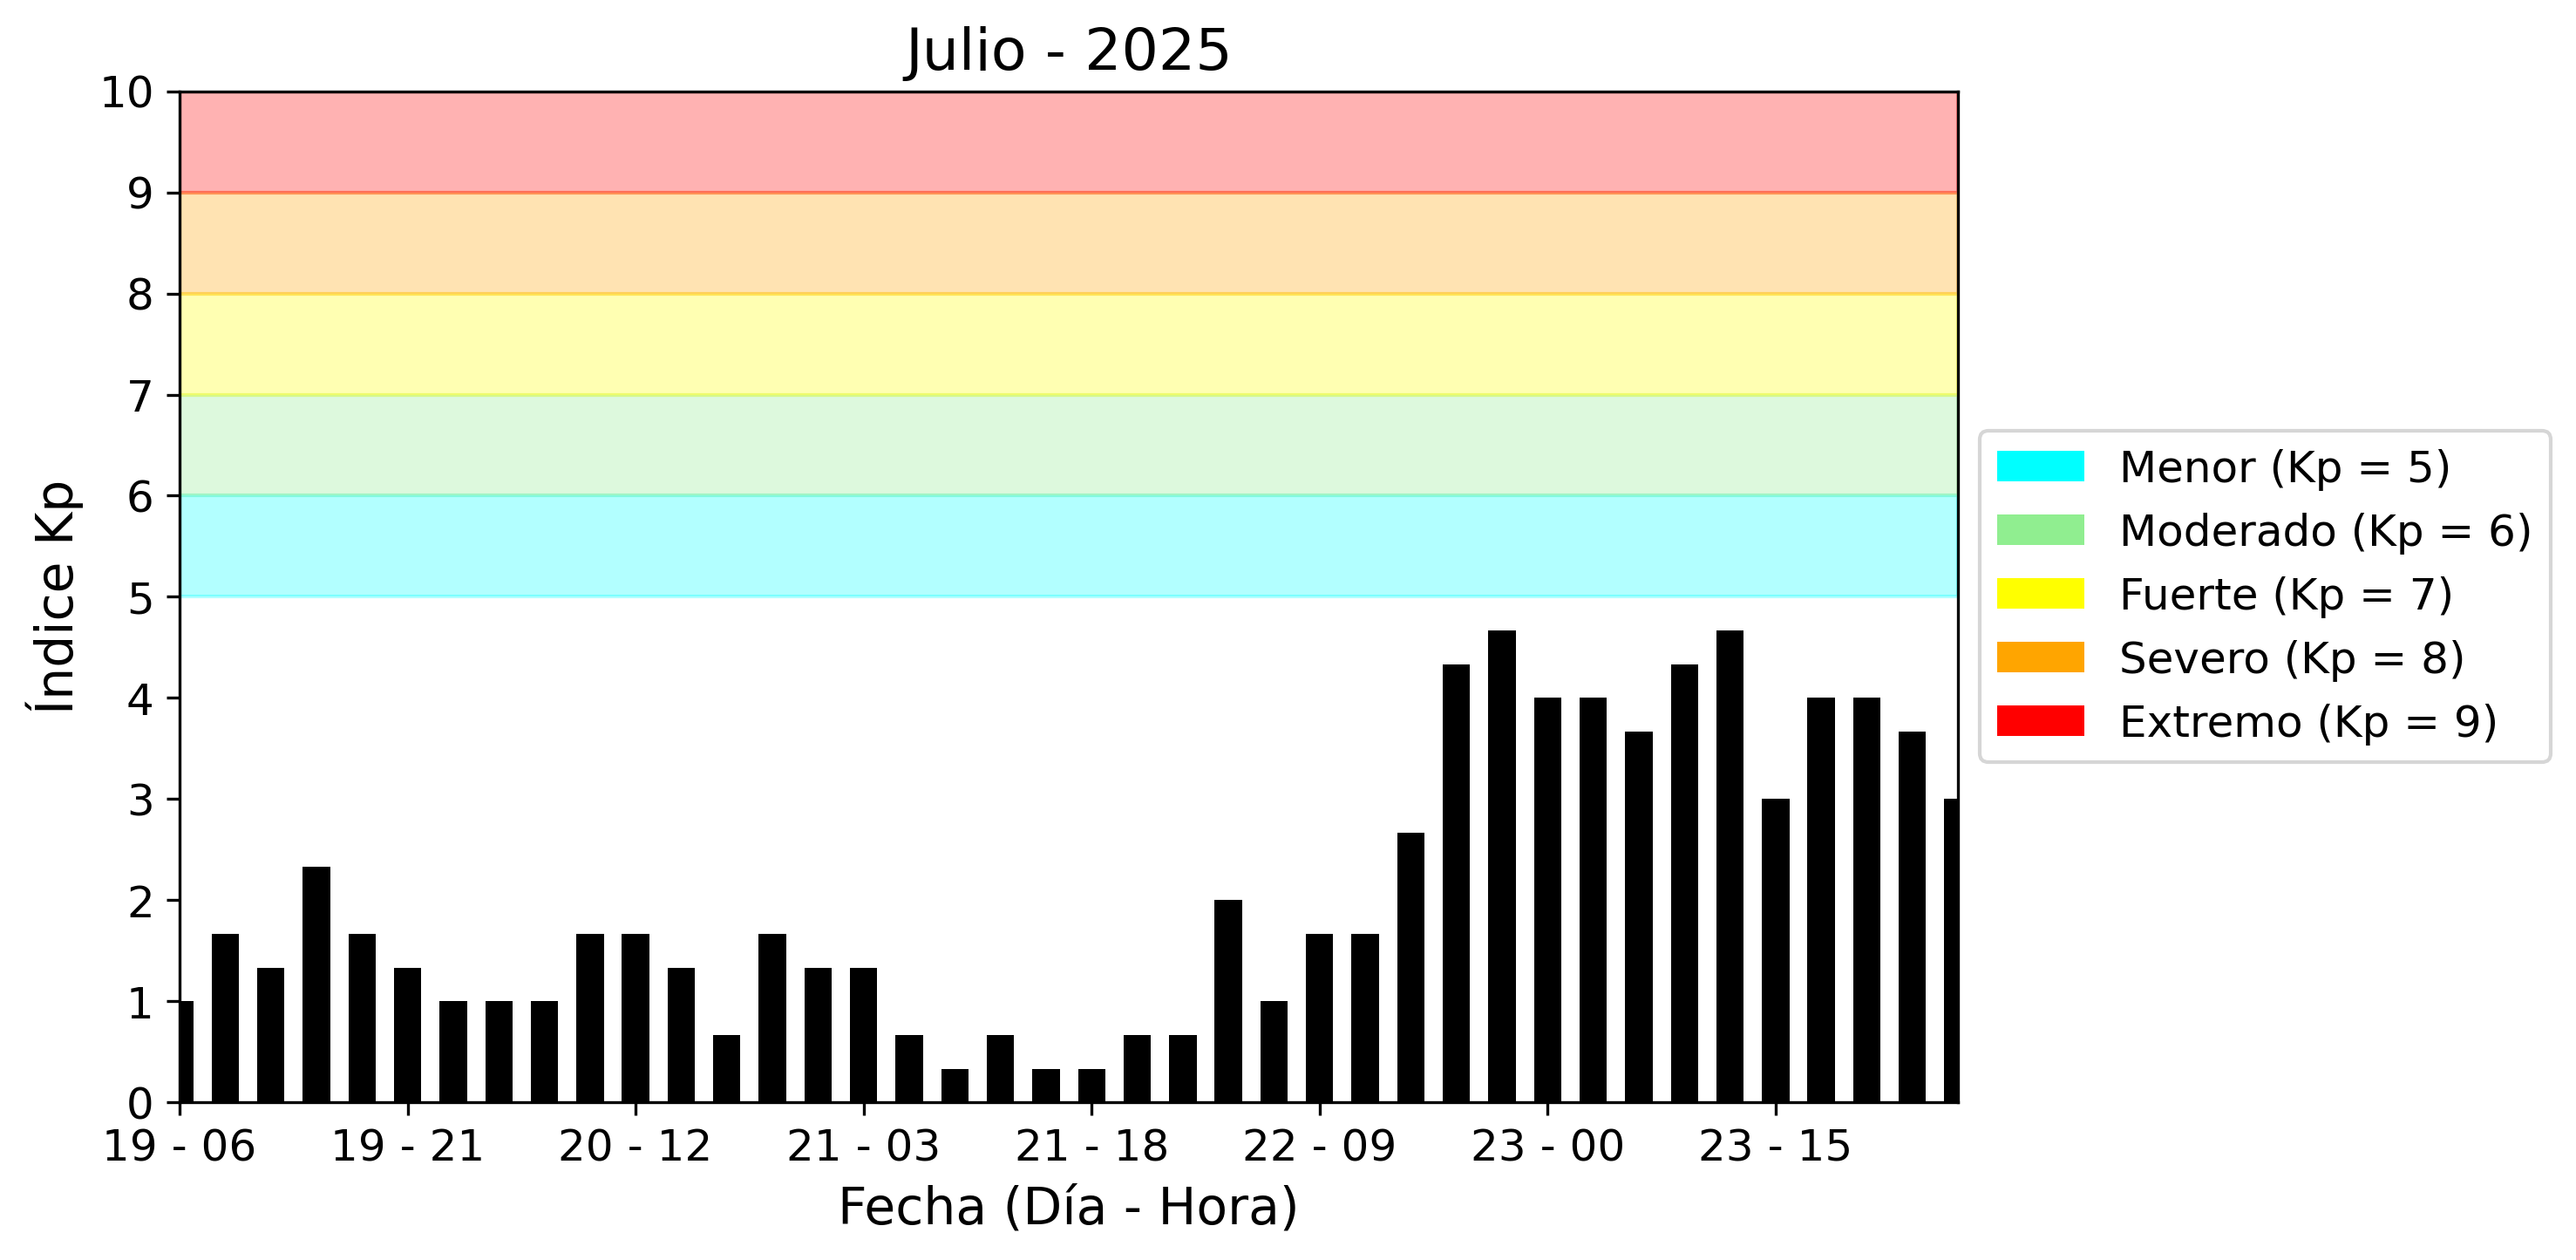 Julio - 2025
10
9
8
7
6
5
4
3
2
1
0
Índice Kp
19 - 06
19 - 21
20 - 12
21 - 03
21 - 18
22 - 09
23 - 00
23 - 15
Fecha (Día - Hora)
Menor (Kp = 5)
Moderado (Kp = 6)
Fuerte (Kp = 7)
Severo (Kp = 8)
Extremo (Kp = 9)